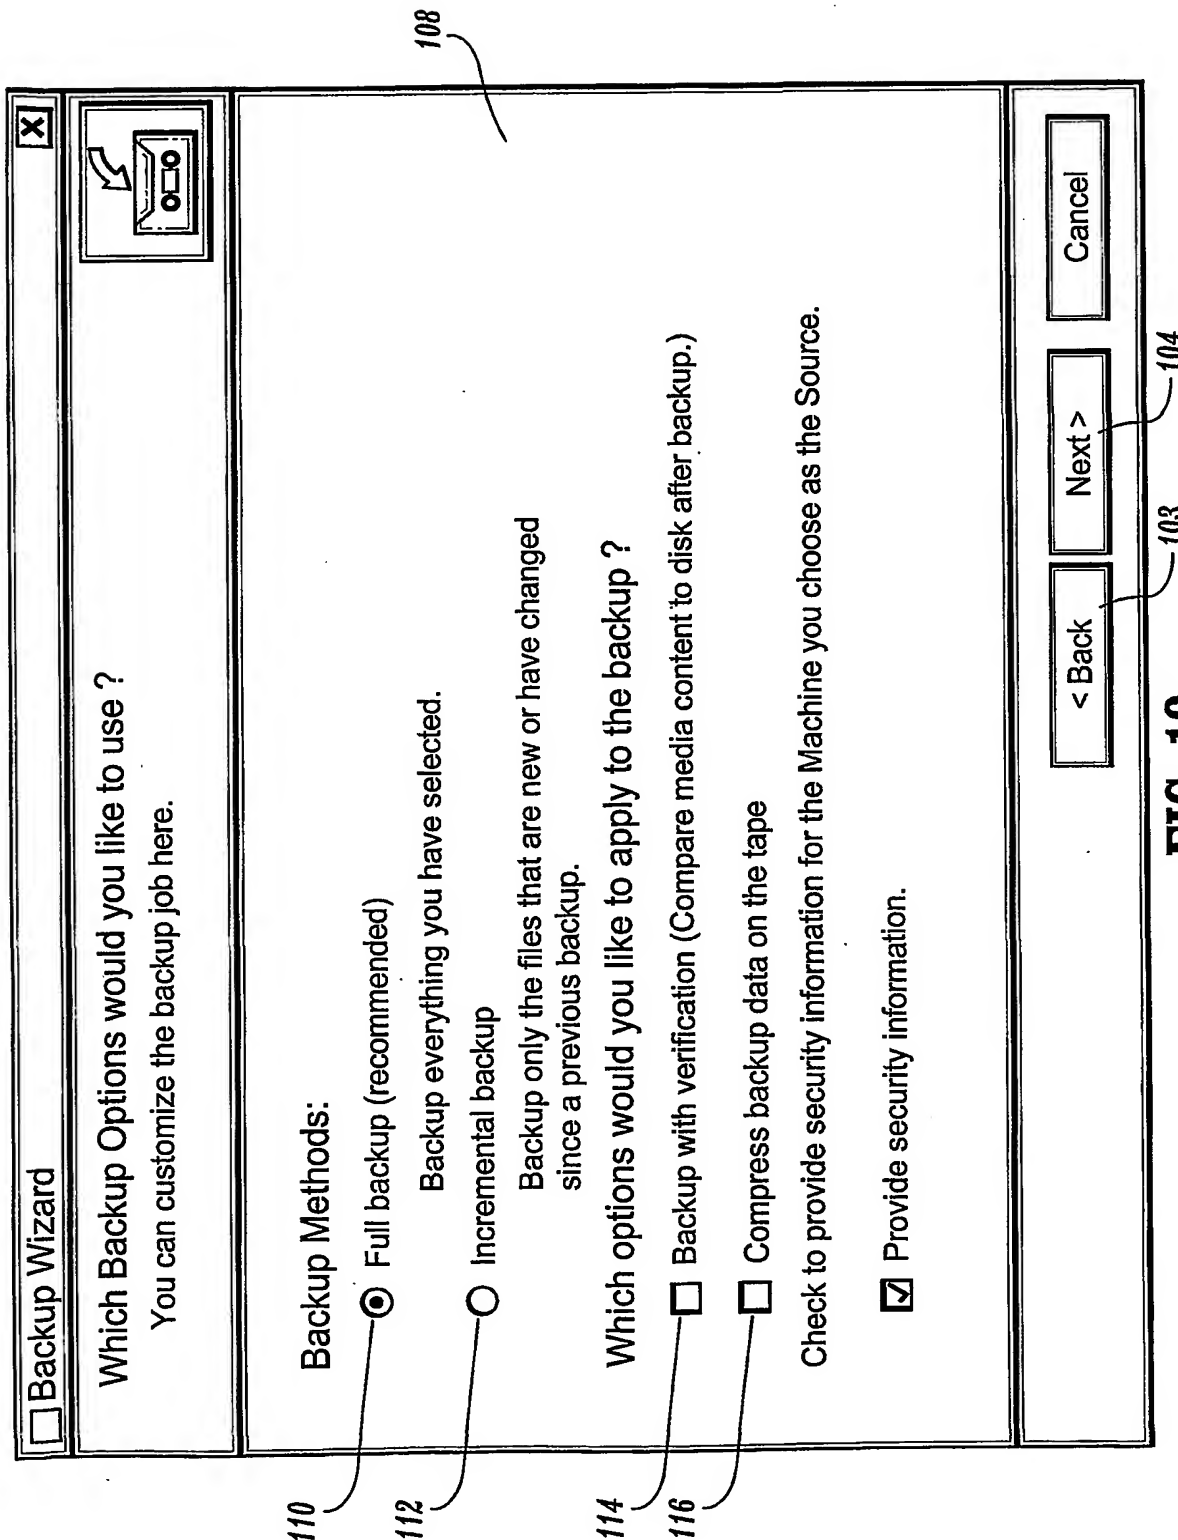 Backup Wizard
X
Which Backup Options would you like to use ?
You can customize the backup job here.
108
Backup Methods:
110
Full backup (recommended)
Backup everything you have selected.
112
Incremental backup
Backup only the files that are new or have changed
since a previous backup.
Which options would you like to apply to the backup ?
114
Backup with verification (Compare media content to disk after backup.)
116
Compress backup data on the tape
Check to provide security information for the Machine you choose as the Source.
Provide security information.
< Back
Next >
Cancel
103
104